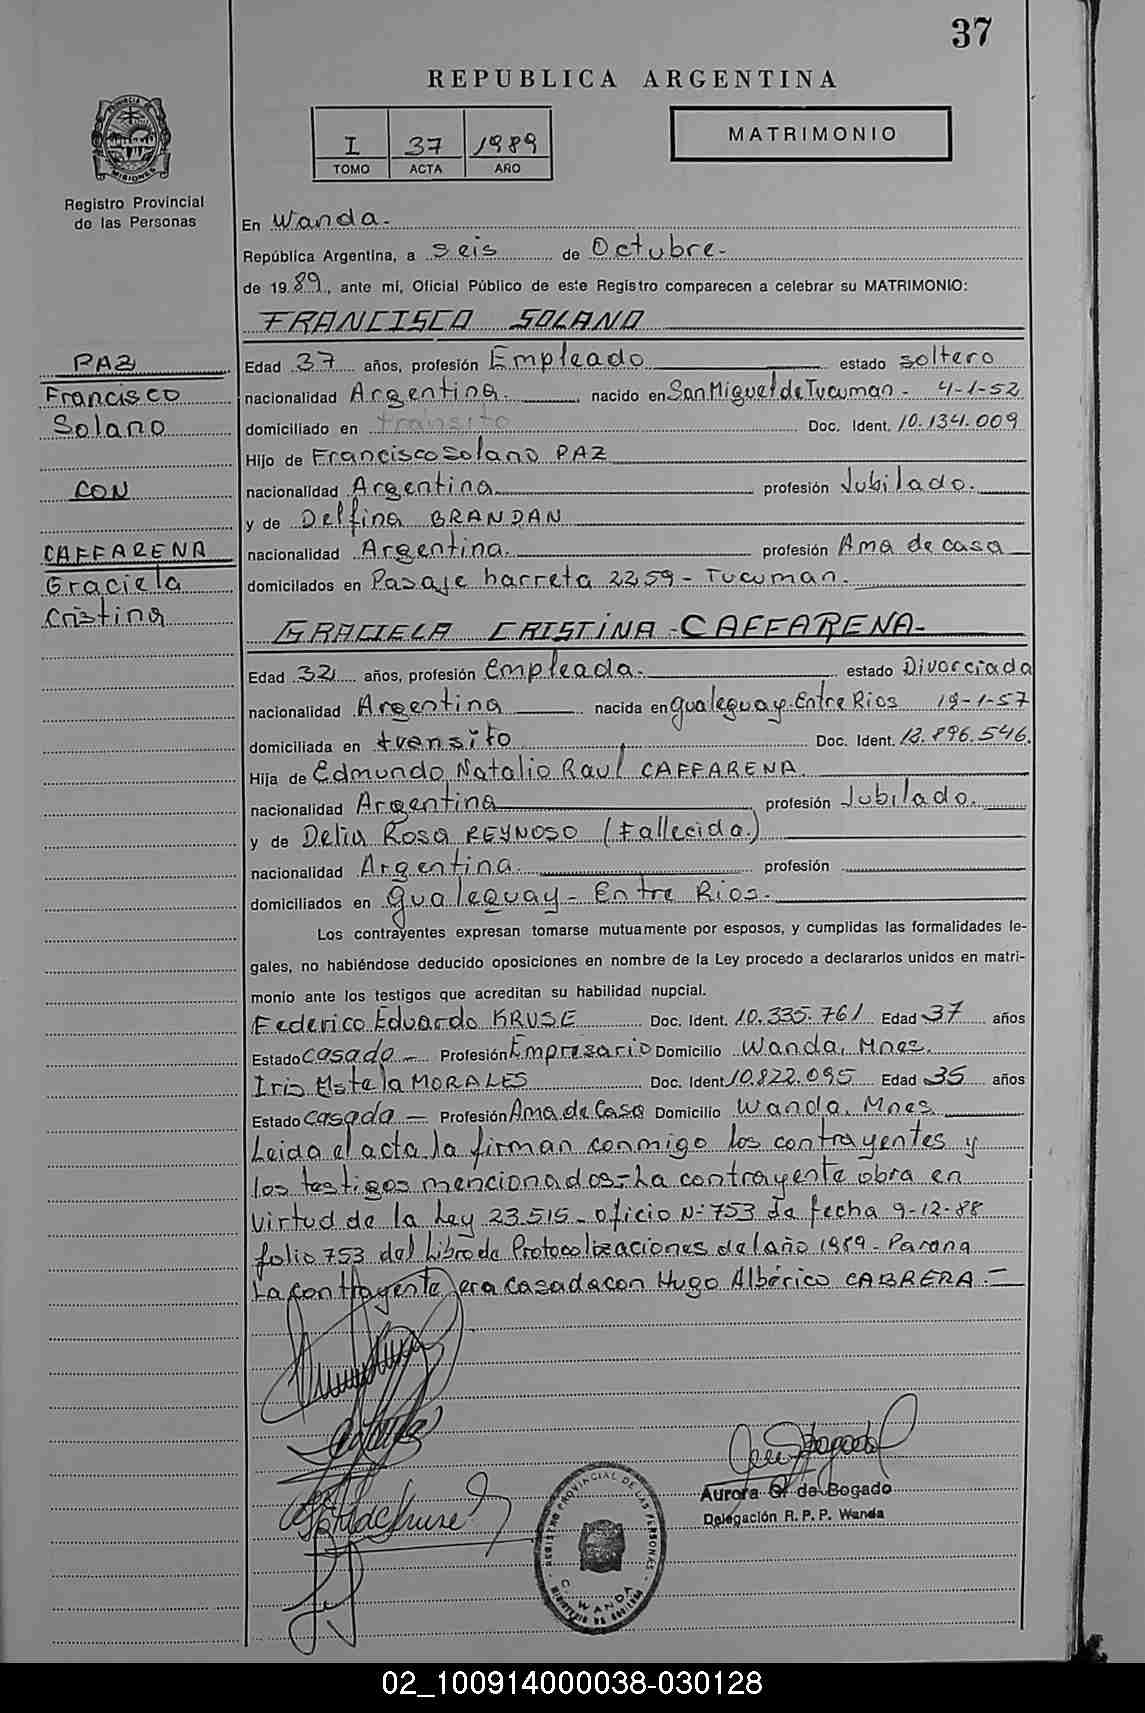 37
REPUBLICA ARGENTINA
PROVINCIA DE MISIONES
Registro Provincial
de las Personas
I 37 1989
TOMO ACTA AÑO
MATRIMONIO
En Wanda.-
República Argentina, a seis de Octubre.-
de 1989, ante mí, Oficial Público de este Registro comparecen a celebrar su MATRIMONIO:
FRANCISCO SOLANO
PAZ
Francisco
Solano
CON
CAFFARENA
Graciela
Cristina
Edad 37 años, profesión Empleado estado soltero
nacionalidad Argentina. nacido en San Miguel de Tucuman - 4-1-52
domiciliado en transito Doc. Ident. 10.134.009
Hijo de Francisco Solano PAZ
nacionalidad Argentina profesión Jubilado.
y de Delfina BRANDAN
nacionalidad Argentina. profesión Ama de casa
domicilados en Pasaje harreta 2259 - Tucuman.
GRACIELA CRISTINA - CAFFARENA-
Edad 32 años, profesión empleada. estado Divorciada
nacionalidad Argentina nacida en Gualeguay. Entre Rios 19-1-57
domiciliada en transito Doc. Ident. 12.896.546.
Hija de Edmundo Natalio Raul CAFFARENA.
nacionalidad Argentina profesión Jubilado.
y de Delia Rosa REYNOSO (Fallecida.)
nacionalidad Argentina. profesión
domiciliados en Gualeguay - Entre Rios.-
Los contrayentes expresan tomarse mutuamente por esposos, y cumplidas las formalidades le-
gales, no habiéndose deducido oposiciones en nombre de la Ley procedo a declararlos unidos en matri-
monio ante los testigos que acreditan su habilidad nupcial.
Federico Eduardo KRUSE Doc. Ident. 10.335.761 Edad 37 años
Estado casado - Profesión Empresario Domicilio Wanda, Mnes.
Iris Estela MORALES Doc. Ident 10.822.095 Edad 35 años
Estado casada - Profesión Ama de Casa Domicilio Wanda, Mnes
Leida el acta la firman conmigo los contrayentes y
los testigos mencionados - La contrayente obra en
virtud de la Ley 23.515 - oficio Nº 753 de fecha 9-12-88
folio 753 del Libro de Protocolizaciones del año 1989 - Parana
La contrayente era casada con Hugo Albérico CABRERA.-
Aurora G. de Bogado
Delegación R. P. P. Wanda
REGISTRO PROVINCIAL DE LAS PERSONAS
WANDA
02_100914000038-030128